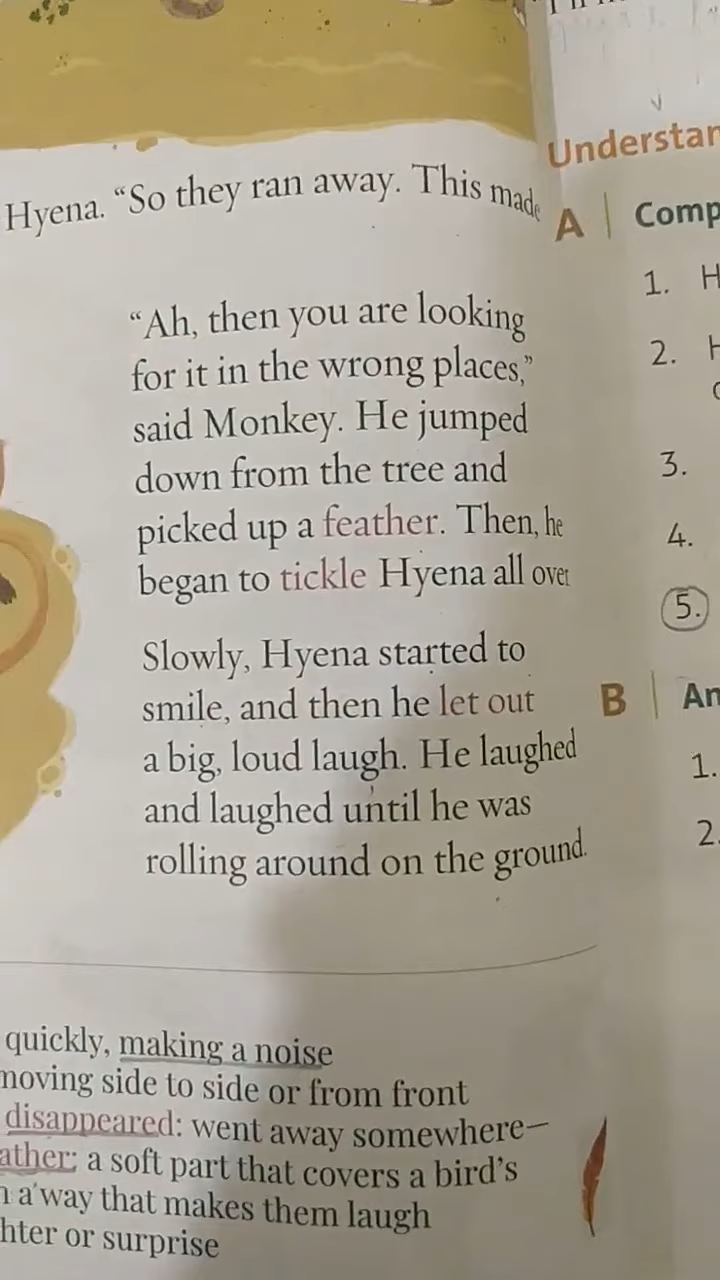 Hyena. “So they ran away. This made
“Ah, then you are looking
for it in the wrong places,”
said Monkey. He jumped
down from the tree and
picked up a feather. Then, he
began to tickle Hyena all over
Slowly, Hyena started to
smile, and then he let out
a big, loud laugh. He laughed
and laughed until he was
rolling around on the ground.
quickly, making a noise
moving side to side or from front
disappeared: went away somewhere—
ather: a soft part that covers a bird’s
n a way that makes them laugh
hter or surprise
Understan
A | Comp
1. H
2. H
3.
4.
5.
B | An
1.
2.